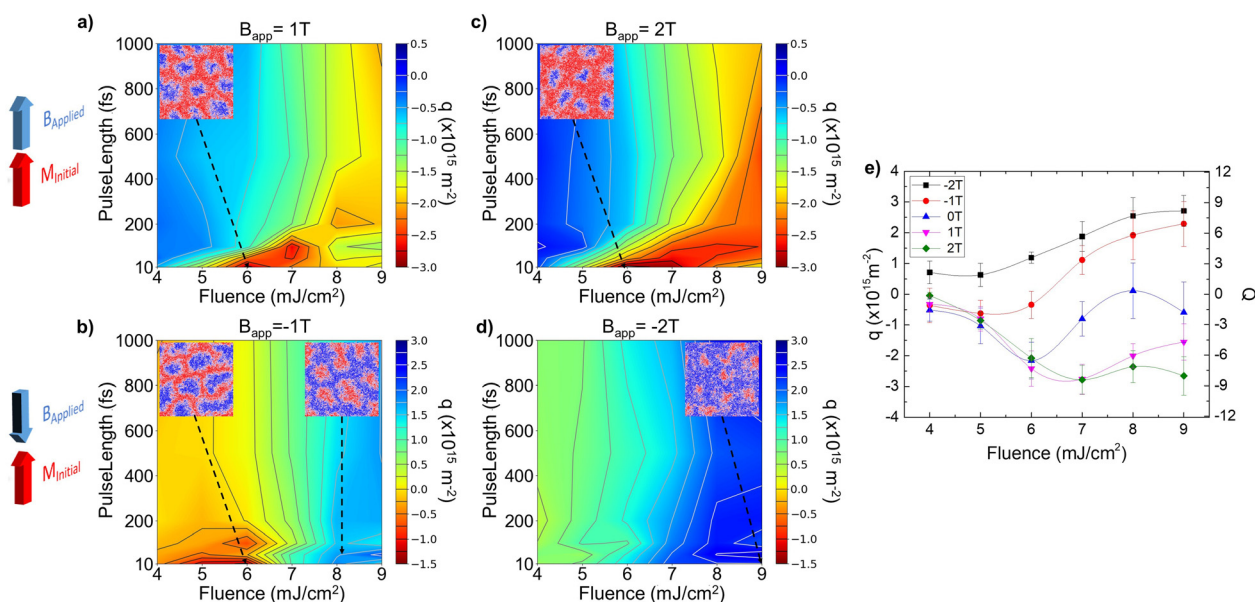 a)
B_app= 1T
1000
800
600
400
200
10
PulseLength (fs)
4 5 6 7 8 9
Fluence (mJ/cm²)
0.5
0.0
−0.5
−1.0
−1.5
−2.0
−2.5
−3.0
q (x10¹⁵ m⁻²)
B_Applied
M_Initial
c)
B_app= 2T
1000
800
600
400
200
10
PulseLength (fs)
4 5 6 7 8 9
Fluence (mJ/cm²)
0.5
0.0
−0.5
−1.0
−1.5
−2.0
−2.5
−3.0
q (x10¹⁵ m⁻²)
b)
B_app=-1T
1000
800
600
400
200
10
PulseLength (fs)
4 5 6 7 8 9
Fluence (mJ/cm²)
3.0
2.5
2.0
1.5
1.0
0.5
0.0
−0.5
−1.0
−1.5
q (x10¹⁵ m⁻²)
B_Applied
M_Initial
d)
B_app= -2T
1000
800
600
400
200
10
PulseLength (fs)
4 5 6 7 8 9
Fluence (mJ/cm²)
3.0
2.5
2.0
1.5
1.0
0.5
0.0
−0.5
−1.0
−1.5
q (x10¹⁵ m⁻²)
e)
4
3
2
1
0
-1
-2
-3
-4
q (x10¹⁵m⁻²)
-2T
-1T
0T
1T
2T
12
9
6
3
0
-3
-6
-9
-12
Q
4 5 6 7 8 9
Fluence (mJ/cm²)